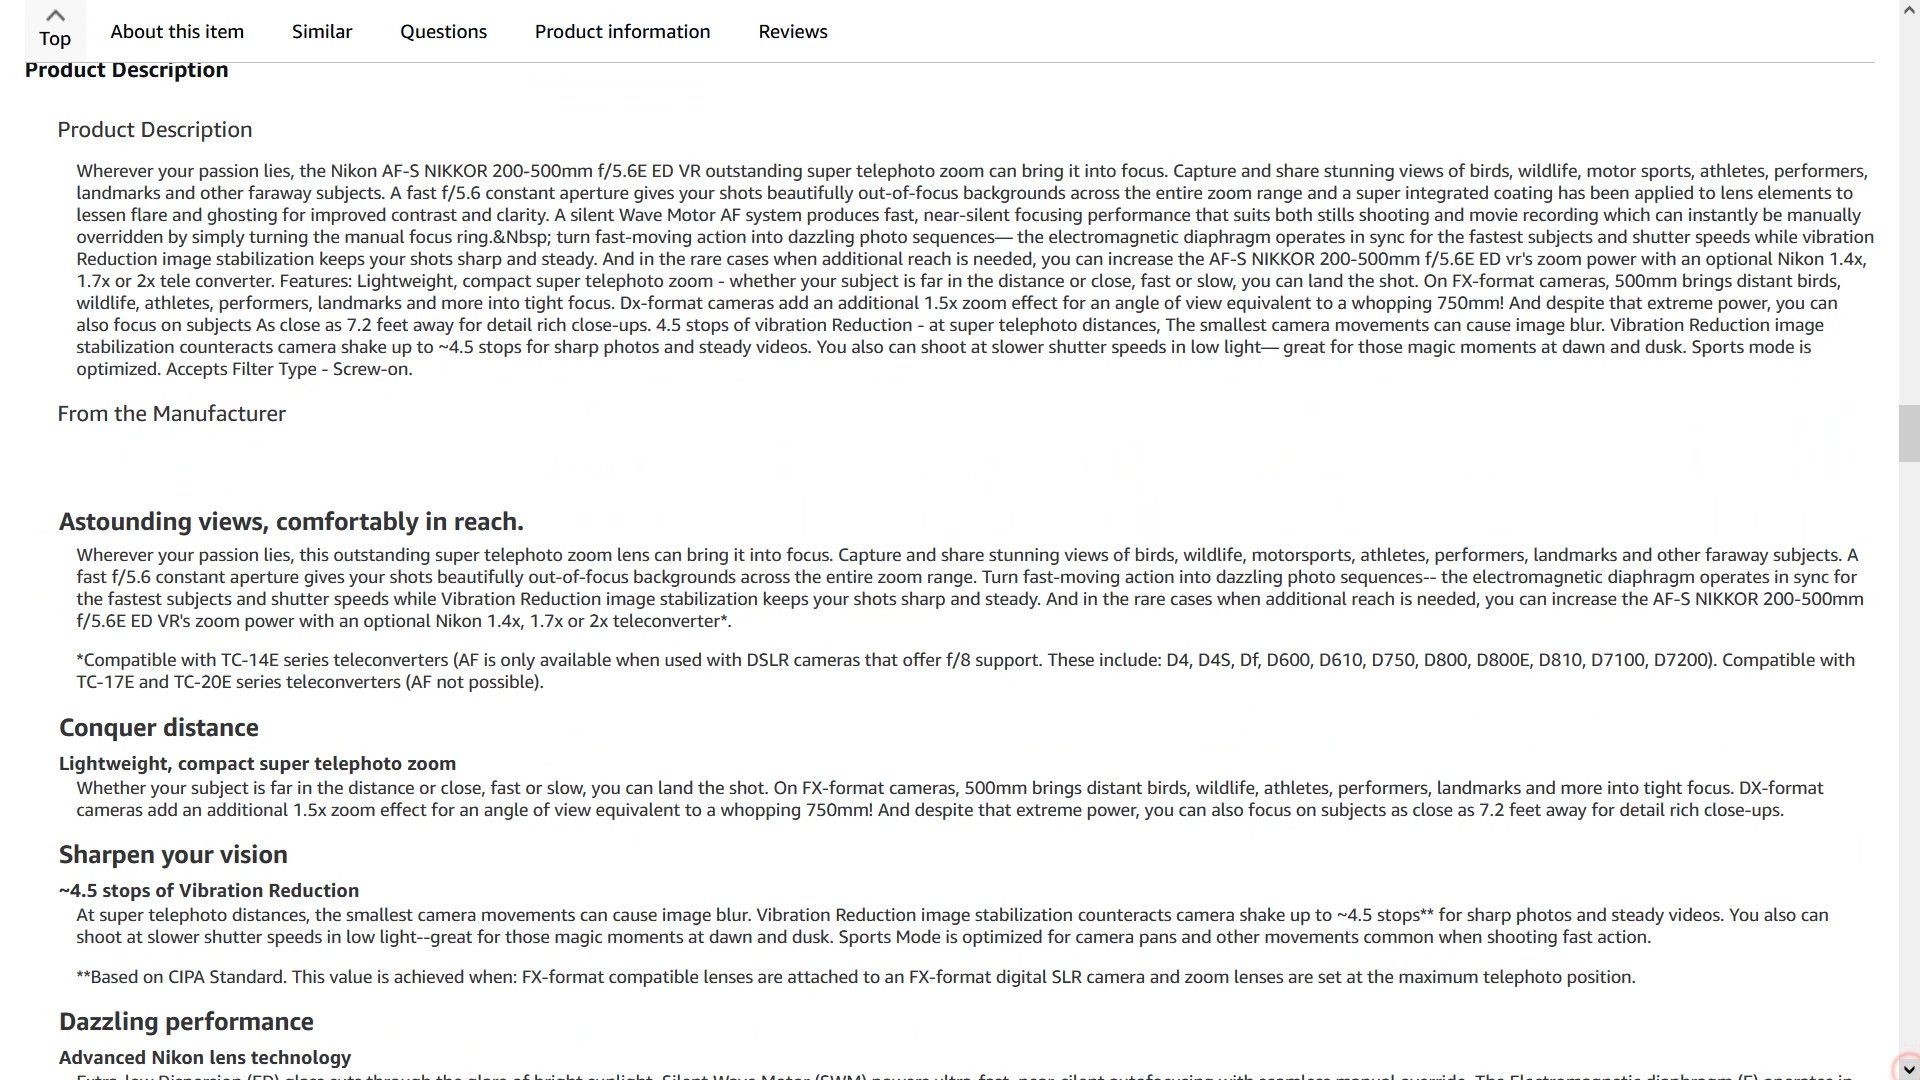 Top
About this item
Similar
Questions
Product information
Reviews
Product Description
Product Description
Wherever your passion lies, the Nikon AF-S NIKKOR 200-500mm f/5.6E ED VR outstanding super telephoto zoom can bring it into focus. Capture and share stunning views of birds, wildlife, motor sports, athletes, performers,
landmarks and other faraway subjects. A fast f/5.6 constant aperture gives your shots beautifully out-of-focus backgrounds across the entire zoom range and a super integrated coating has been applied to lens elements to
lessen flare and ghosting for improved contrast and clarity. A silent Wave Motor AF system produces fast, near-silent focusing performance that suits both stills shooting and movie recording which can instantly be manually
overridden by simply turning the manual focus ring.&Nbsp; turn fast-moving action into dazzling photo sequences— the electromagnetic diaphragm operates in sync for the fastest subjects and shutter speeds while vibration
Reduction image stabilization keeps your shots sharp and steady. And in the rare cases when additional reach is needed, you can increase the AF-S NIKKOR 200-500mm f/5.6E ED vr's zoom power with an optional Nikon 1.4x,
1.7x or 2x tele converter. Features: Lightweight, compact super telephoto zoom - whether your subject is far in the distance or close, fast or slow, you can land the shot. On FX-format cameras, 500mm brings distant birds,
wildlife, athletes, performers, landmarks and more into tight focus. Dx-format cameras add an additional 1.5x zoom effect for an angle of view equivalent to a whopping 750mm! And despite that extreme power, you can
also focus on subjects As close as 7.2 feet away for detail rich close-ups. 4.5 stops of vibration Reduction - at super telephoto distances, The smallest camera movements can cause image blur. Vibration Reduction image
stabilization counteracts camera shake up to ~4.5 stops for sharp photos and steady videos. You also can shoot at slower shutter speeds in low light— great for those magic moments at dawn and dusk. Sports mode is
optimized. Accepts Filter Type - Screw-on.
From the Manufacturer
Astounding views, comfortably in reach.
Wherever your passion lies, this outstanding super telephoto zoom lens can bring it into focus. Capture and share stunning views of birds, wildlife, motorsports, athletes, performers, landmarks and other faraway subjects. A
fast f/5.6 constant aperture gives your shots beautifully out-of-focus backgrounds across the entire zoom range. Turn fast-moving action into dazzling photo sequences-- the electromagnetic diaphragm operates in sync for
the fastest subjects and shutter speeds while Vibration Reduction image stabilization keeps your shots sharp and steady. And in the rare cases when additional reach is needed, you can increase the AF-S NIKKOR 200-500mm
f/5.6E ED VR's zoom power with an optional Nikon 1.4x, 1.7x or 2x teleconverter*.
*Compatible with TC-14E series teleconverters (AF is only available when used with DSLR cameras that offer f/8 support. These include: D4, D4S, Df, D600, D610, D750, D800, D800E, D810, D7100, D7200). Compatible with
TC-17E and TC-20E series teleconverters (AF not possible).
Conquer distance
Lightweight, compact super telephoto zoom
Whether your subject is far in the distance or close, fast or slow, you can land the shot. On FX-format cameras, 500mm brings distant birds, wildlife, athletes, performers, landmarks and more into tight focus. DX-format
cameras add an additional 1.5x zoom effect for an angle of view equivalent to a whopping 750mm! And despite that extreme power, you can also focus on subjects as close as 7.2 feet away for detail rich close-ups.
Sharpen your vision
~4.5 stops of Vibration Reduction
At super telephoto distances, the smallest camera movements can cause image blur. Vibration Reduction image stabilization counteracts camera shake up to ~4.5 stops** for sharp photos and steady videos. You also can
shoot at slower shutter speeds in low light--great for those magic moments at dawn and dusk. Sports Mode is optimized for camera pans and other movements common when shooting fast action.
**Based on CIPA Standard. This value is achieved when: FX-format compatible lenses are attached to an FX-format digital SLR camera and zoom lenses are set at the maximum telephoto position.
Dazzling performance
Advanced Nikon lens technology